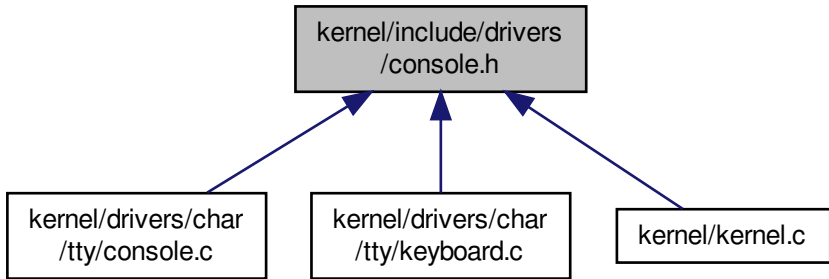 kernel/include/drivers
/console.h
kernel/drivers/char
/tty/console.c
kernel/drivers/char
/tty/keyboard.c
kernel/kernel.c